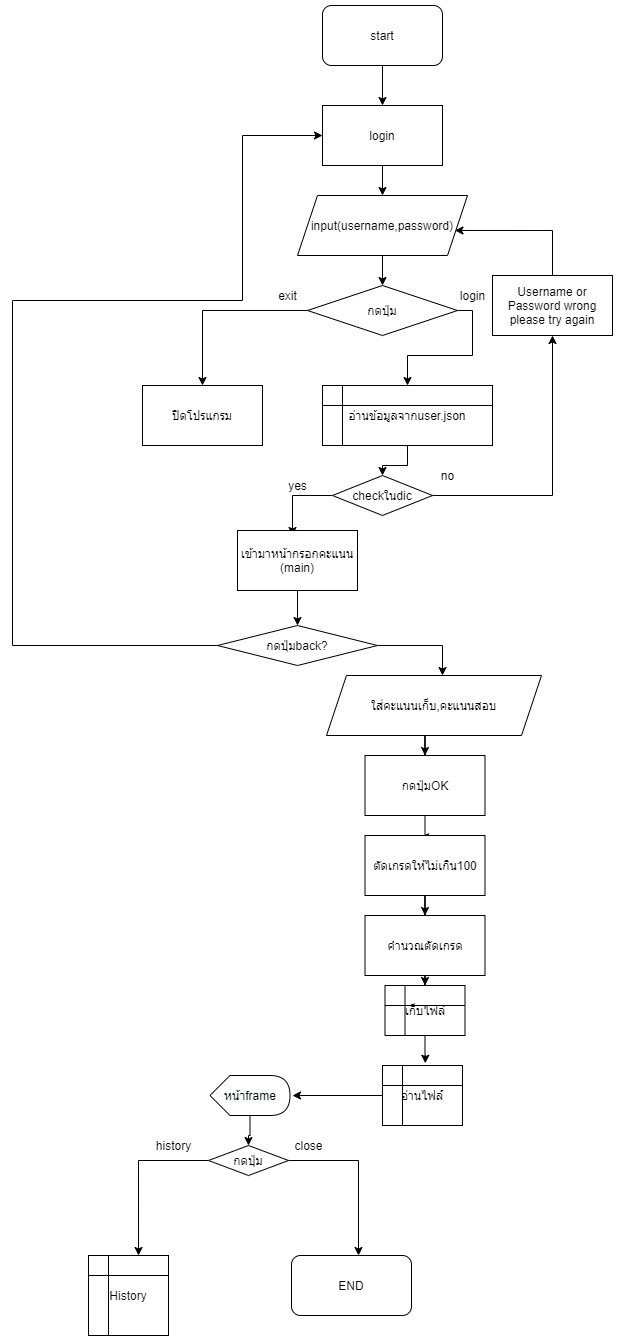 start
login
input(username,password)
exit
กดปุ่ม
login
Username or
Password wrong
please try again
ปิดโปรแกรม
อ่านข้อมูลจากuser.json
yes
checkในdic
no
เข้ามาหน้ากรอกคะแนน
(main)
กดปุ่มback?
ใส่คะแนนเก็บ,คะแนนสอบ
กดปุ่มOK
ตัดเกรดให้ไม่เกิน100
คำนวณตัดเกรด
เก็บไฟล์
อ่านไฟล์
หน้าframe
history
กดปุ่ม
close
History
END